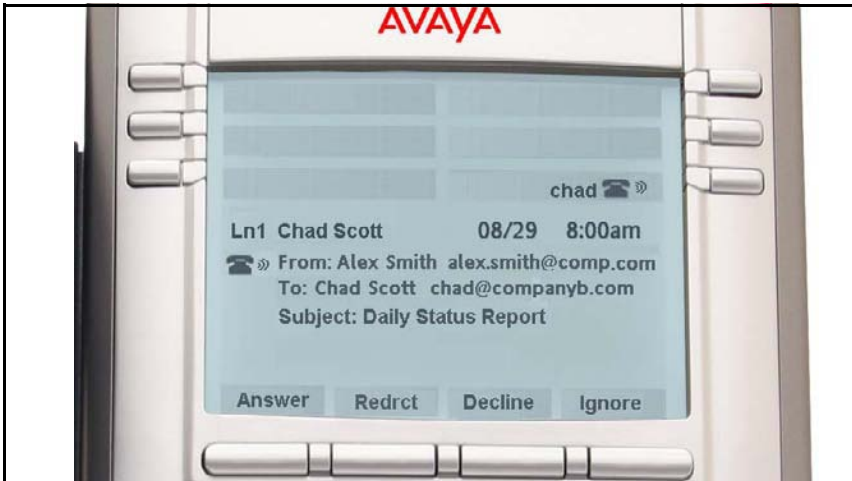 AVAYA
chad
Ln1 Chad Scott 08/29 8:00am
From: Alex Smith alex.smith@comp.com
To: Chad Scott chad@companyb.com
Subject: Daily Status Report
Answer Redrct Decline Ignore